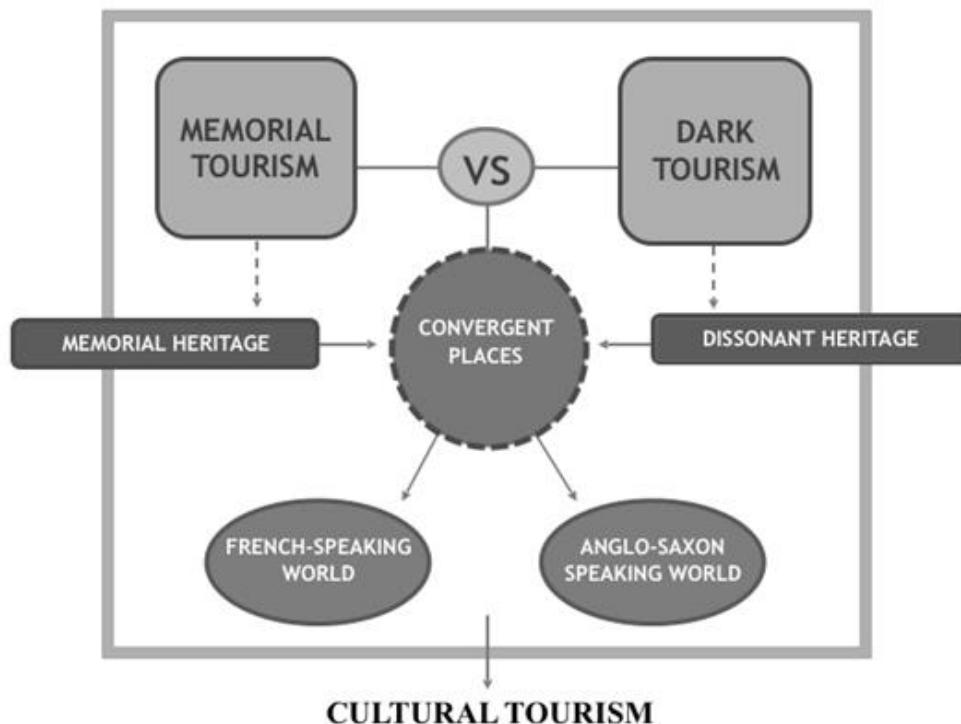 MEMORIAL
TOURISM
VS
DARK
TOURISM
MEMORIAL HERITAGE
CONVERGENT
PLACES
DISSONANT HERITAGE
FRENCH-SPEAKING
WORLD
ANGLO-SAXON
SPEAKING WORLD
CULTURAL TOURISM